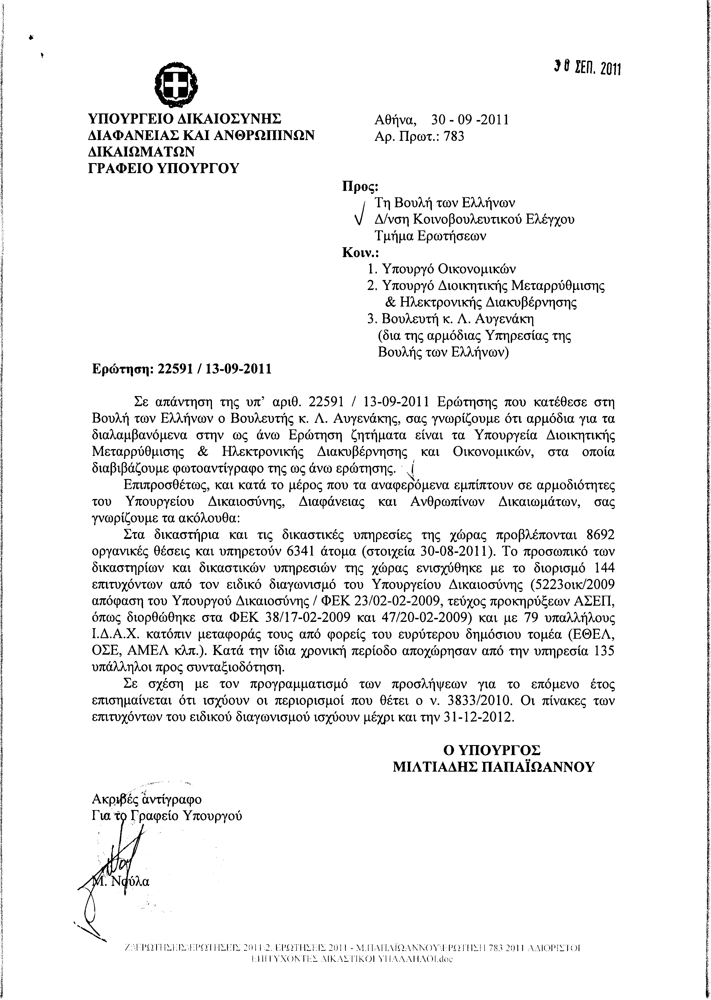 30 ΣΕΠ. 2011
ΥΠΟΥΡΓΕΙΟ ΔΙΚΑΙΟΣΥΝΗΣ
ΔΙΑΦΑΝΕΙΑΣ ΚΑΙ ΑΝΘΡΩΠΙΝΩΝ
ΔΙΚΑΙΩΜΑΤΩΝ
ΓΡΑΦΕΙΟ ΥΠΟΥΡΓΟΥ
Αθήνα, 30 - 09 -2011
Αρ. Πρωτ.: 783
Προς:
Τη Βουλή των Ελλήνων
Δ/νση Κοινοβουλευτικού Ελέγχου
Τμήμα Ερωτήσεων
Κοιν.:
1. Υπουργό Οικονομικών
2. Υπουργό Διοικητικής Μεταρρύθμισης
& Ηλεκτρονικής Διακυβέρνησης
3. Βουλευτή κ. Λ. Αυγενάκη
(δια της αρμόδιας Υπηρεσίας της
Βουλής των Ελλήνων)
Ερώτηση: 22591 / 13-09-2011
Σε απάντηση της υπ’ αριθ. 22591 / 13-09-2011 Ερώτησης που κατέθεσε στη
Βουλή των Ελλήνων ο Βουλευτής κ. Λ. Αυγενάκης, σας γνωρίζουμε ότι αρμόδια για τα
διαλαμβανόμενα στην ως άνω Ερώτηση ζητήματα είναι τα Υπουργεία Διοικητικής
Μεταρρύθμισης & Ηλεκτρονικής Διακυβέρνησης και Οικονομικών, στα οποία
διαβιβάζουμε φωτοαντίγραφο της ως άνω ερώτησης.
Επιπροσθέτως, και κατά το μέρος που τα αναφερόμενα εμπίπτουν σε αρμοδιότητες
του Υπουργείου Δικαιοσύνης, Διαφάνειας και Ανθρωπίνων Δικαιωμάτων, σας
γνωρίζουμε τα ακόλουθα:
Στα δικαστήρια και τις δικαστικές υπηρεσίες της χώρας προβλέπονται 8692
οργανικές θέσεις και υπηρετούν 6341 άτομα (στοιχεία 30-08-2011). Το προσωπικό των
δικαστηρίων και δικαστικών υπηρεσιών της χώρας ενισχύθηκε με το διορισμό 144
επιτυχόντων από τον ειδικό διαγωνισμό του Υπουργείου Δικαιοσύνης (5223οικ/2009
απόφαση του Υπουργού Δικαιοσύνης / ΦΕΚ 23/02-02-2009, τεύχος προκηρύξεων ΑΣΕΠ,
όπως διορθώθηκε στα ΦΕΚ 38/17-02-2009 και 47/20-02-2009) και με 79 υπαλλήλους
Ι.Δ.Α.Χ. κατόπιν μεταφοράς τους από φορείς του ευρύτερου δημόσιου τομέα (ΕΘΕΛ,
ΟΣΕ, ΑΜΕΛ κλπ.). Κατά την ίδια χρονική περίοδο αποχώρησαν από την υπηρεσία 135
υπάλληλοι προς συνταξιοδότηση.
Σε σχέση με τον προγραμματισμό των προσλήψεων για το επόμενο έτος
επισημαίνεται ότι ισχύουν οι περιορισμοί που θέτει ο ν. 3833/2010. Οι πίνακες των
επιτυχόντων του ειδικού διαγωνισμού ισχύουν μέχρι και την 31-12-2012.
Ο ΥΠΟΥΡΓΟΣ
ΜΙΛΤΙΑΔΗΣ ΠΑΠΑΪΩΑΝΝΟΥ
Ακριβές αντίγραφο
Για το Γραφείο Υπουργού
Μ. Νούλα
Ζ:\ΕΡΩΤΗΣΕΙΣ\ΕΡΩΤΗΣΕΙΣ 2011\2. ΕΡΩΤΗΣΕΙΣ 2011 - Μ.ΠΑΠΑΪΩΑΝΝΟΥ\ΕΡΩΤΗΣΗ 783 2011 ΑΔΙΟΡΙΣΤΟΙ
ΕΠΙΤΥΧΟΝΤΕΣ ΔΙΚΑΣΤΙΚΟΙ ΥΠΑΛΛΗΛΟΙ.doc